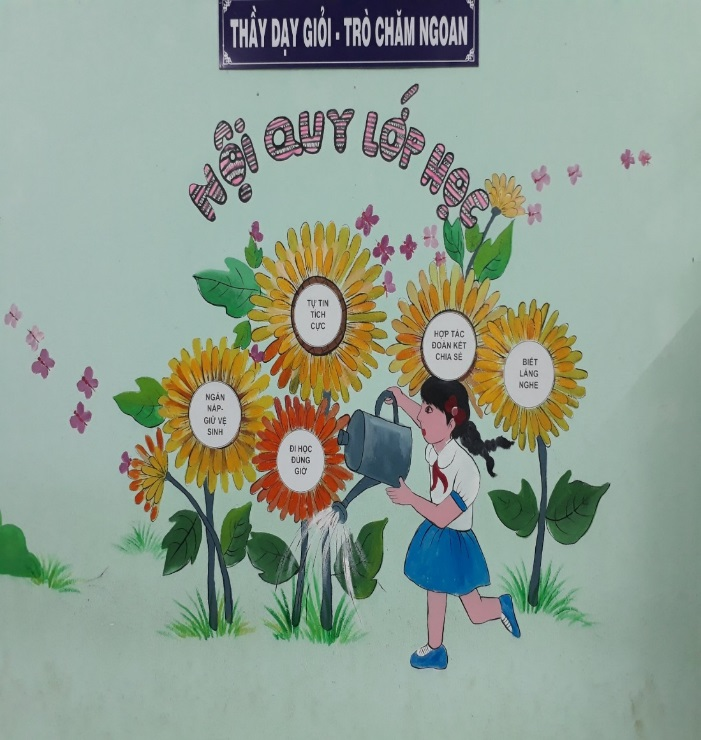 THẦY DẠY GIỎI - TRÒ CHĂM NGOAN
NỘI QUY LỚP HỌC
TỰ TIN
TÍCH
CỰC
HỢP TÁC
ĐOÀN KẾT
CHIA SẺ
BIẾT
LẮNG
NGHE
NGĂN
NẮP-
GIỮ VỆ
SINH
ĐI HỌC
ĐÚNG
GIỜ